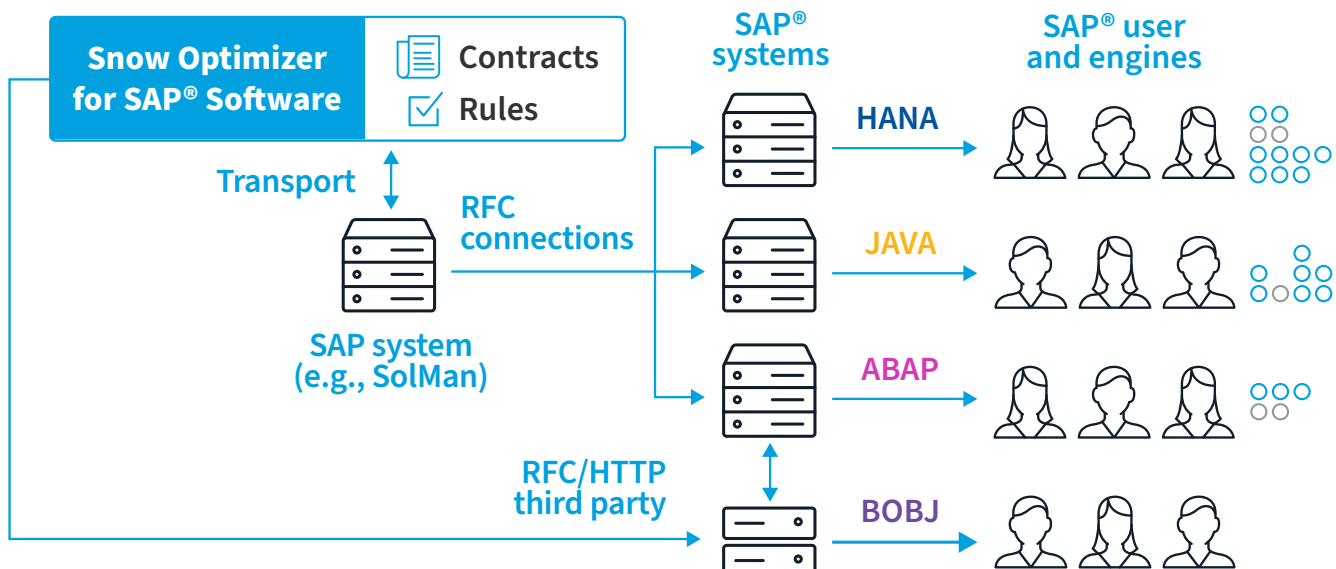 Snow Optimizer
for SAP® Software
Contracts
Rules
SAP®
systems
SAP® user
and engines
Transport
RFC
connections
SAP system
(e.g., SolMan)
HANA
JAVA
ABAP
RFC/HTTP
third party
BOBJ